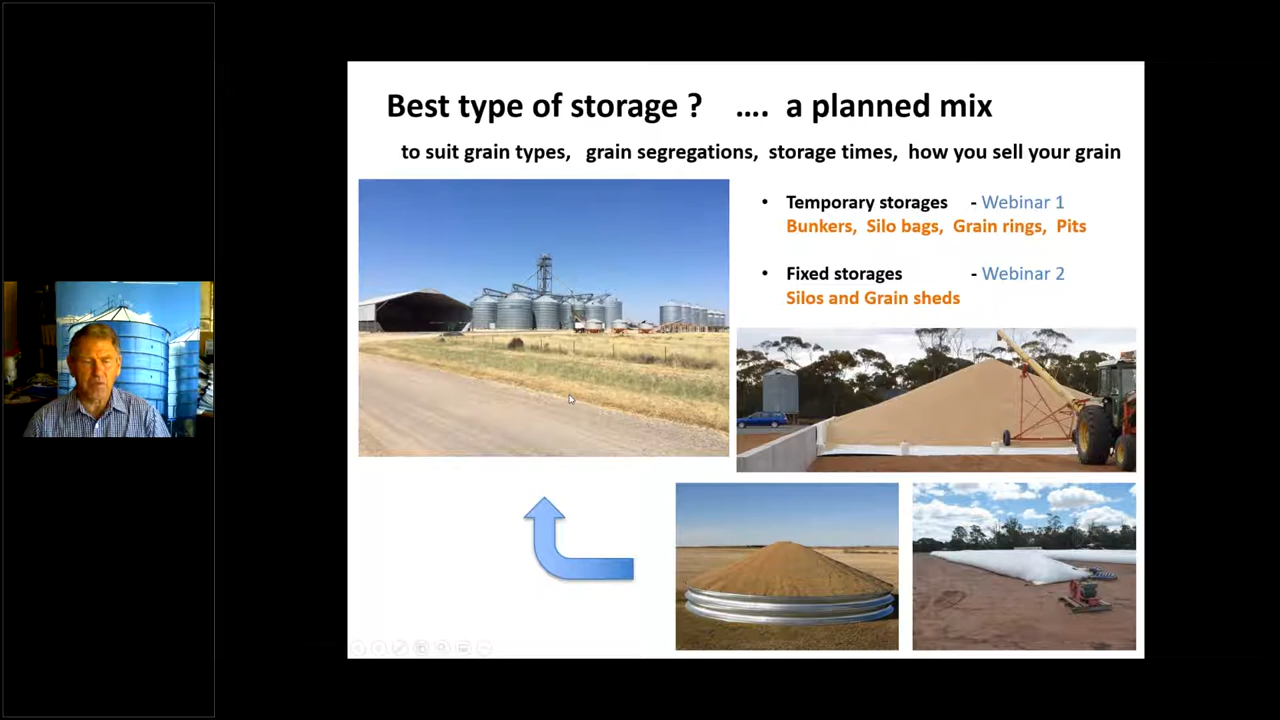 Best type of storage ? .... a planned mix
to suit grain types, grain segregations, storage times, how you sell your grain
• Temporary storages - Webinar 1
Bunkers, Silo bags, Grain rings, Pits
• Fixed storages - Webinar 2
Silos and Grain sheds